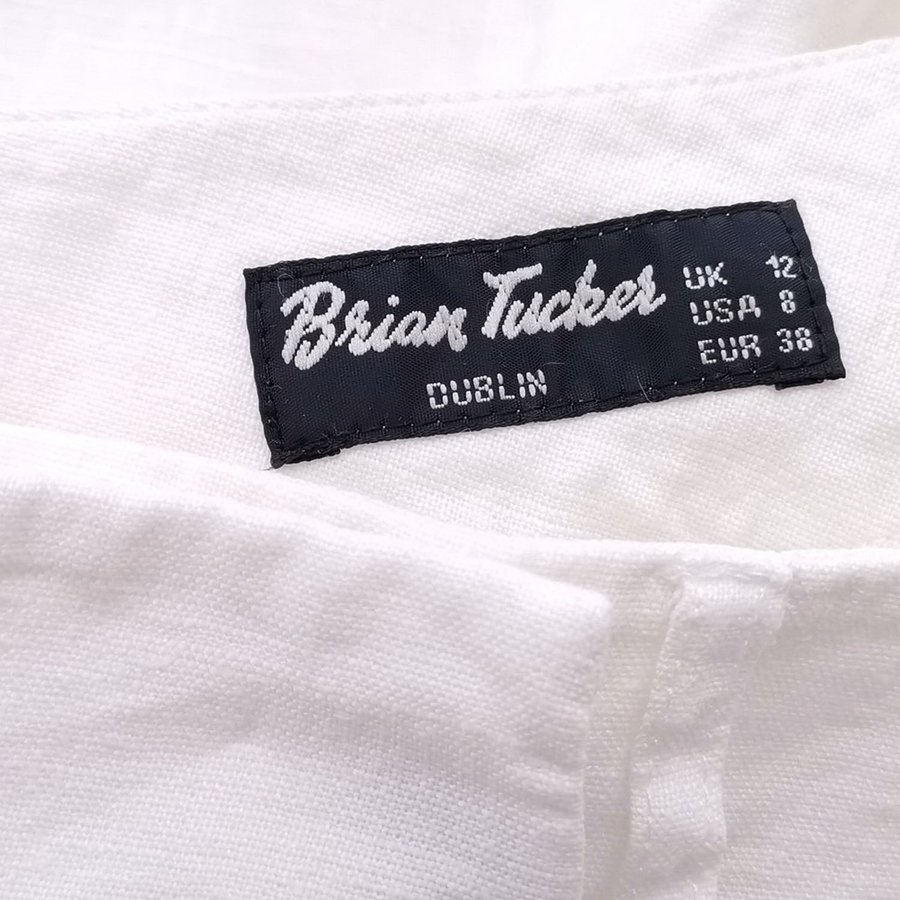 Brian Tucker
DUBLIN
UK 12
USA 8
EUR 38